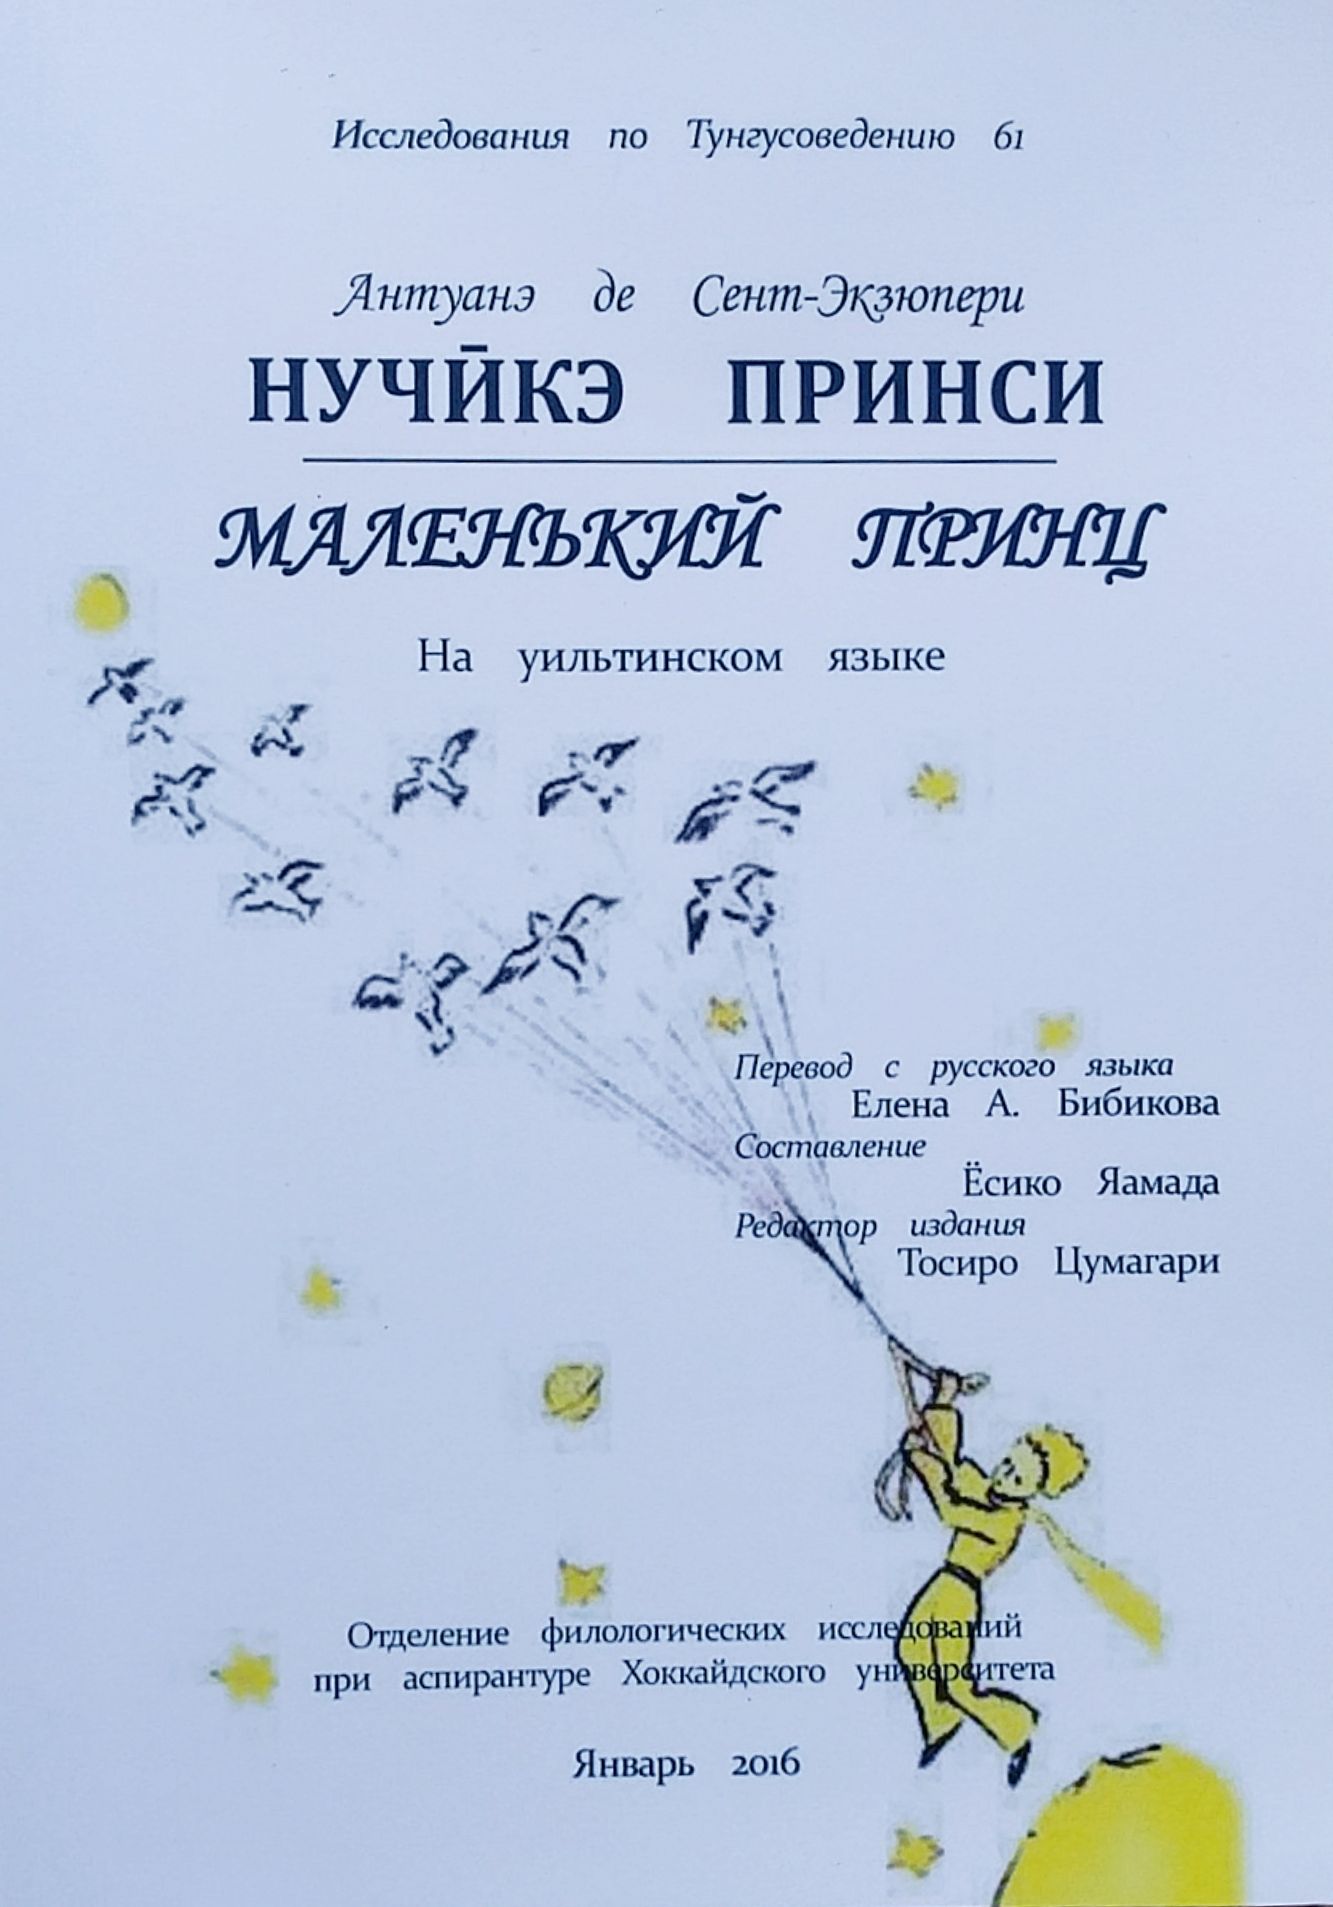 Исследования по Тунгусоведению 61
Антуанэ де Сент-Экзюпери
НУЧӢКЭ ПРИНСИ
МАЛЕНЬКИЙ ПРИНЦ
На уильтинском языке
Перевод с русского языка
Елена А. Бибикова
Составление
Ёсико Яамада
Редактор издания
Тосиро Цумагари
Отделение филологических исследований
при аспирантуре Хоккайдского университета
Январь 2016